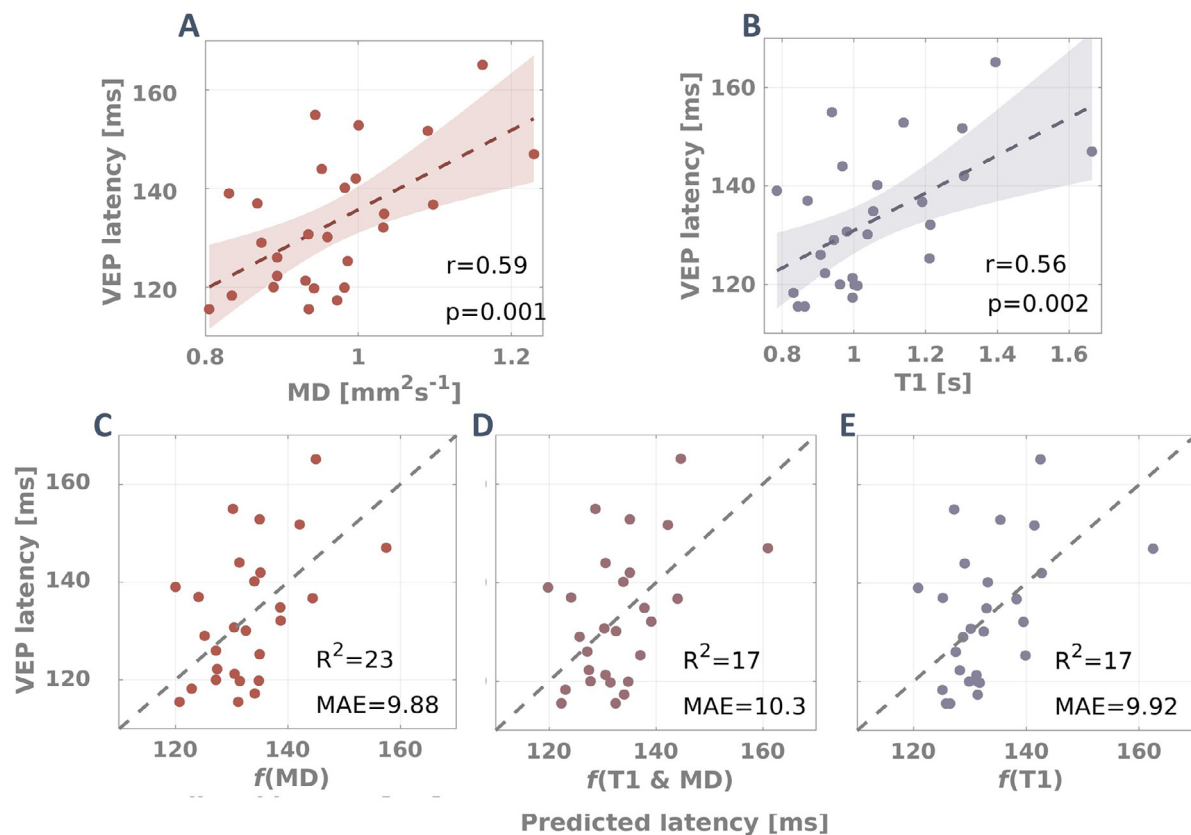 A
B
VEP latency [ms]
160
140
120
r=0.59
p=0.001
0.8
1
1.2
MD [mm²s⁻¹]
VEP latency [ms]
160
140
120
r=0.56
p=0.002
0.8
1
1.2
1.4
1.6
T1 [s]
C
D
E
VEP latency [ms]
160
140
120
R²=23
MAE=9.88
120
140
160
f(MD)
R²=17
MAE=10.3
120
140
160
f(T1 & MD)
R²=17
MAE=9.92
120
140
160
f(T1)
Predicted latency [ms]